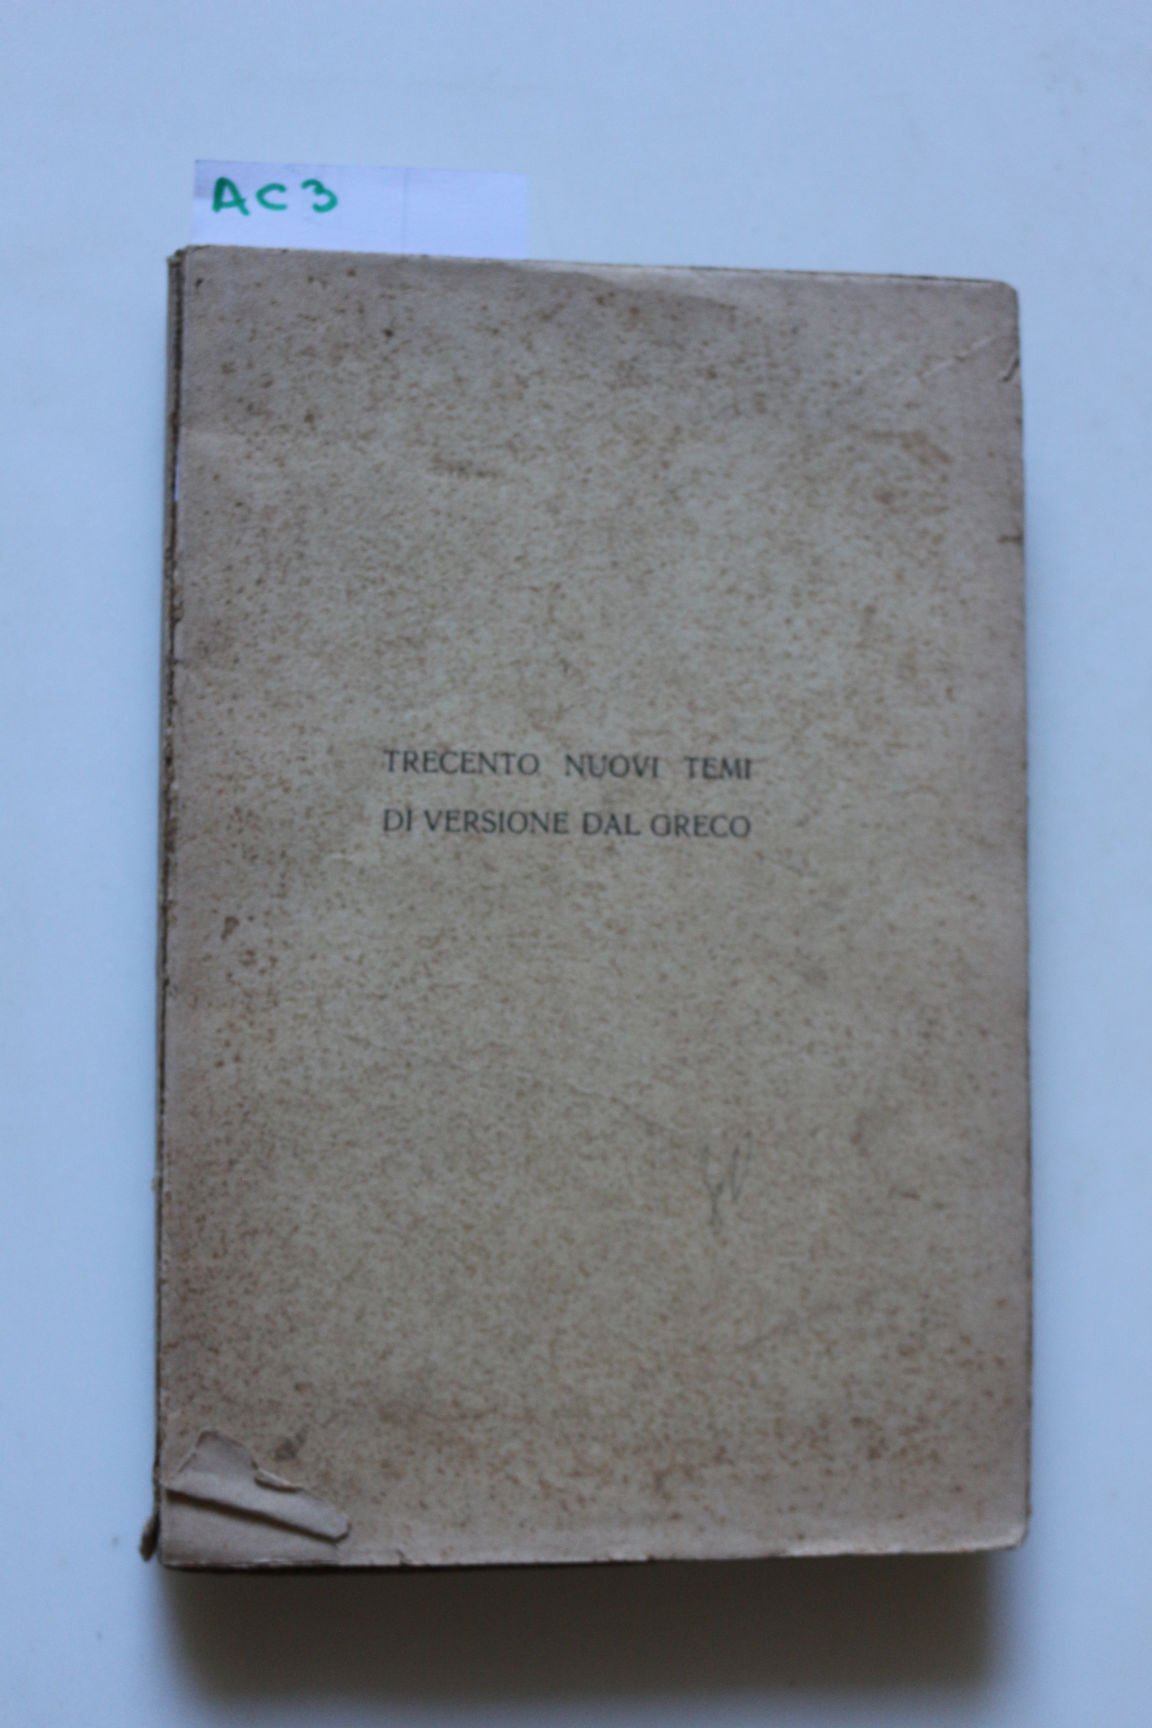 AC3
TRECENTO NUOVI TEMI
DI VERSIONE DAL GRECO